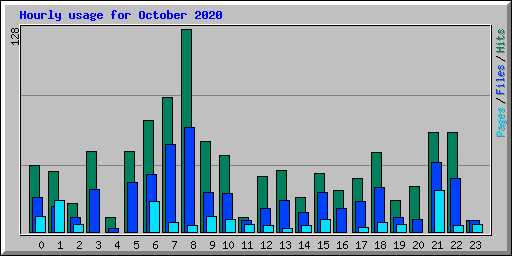 Hourly usage for October 2020
128
Pages / Files / Hits
0 1 2 3 4 5 6 7 8 9 10 11 12 13 14 15 16 17 18 19 20 21 22 23